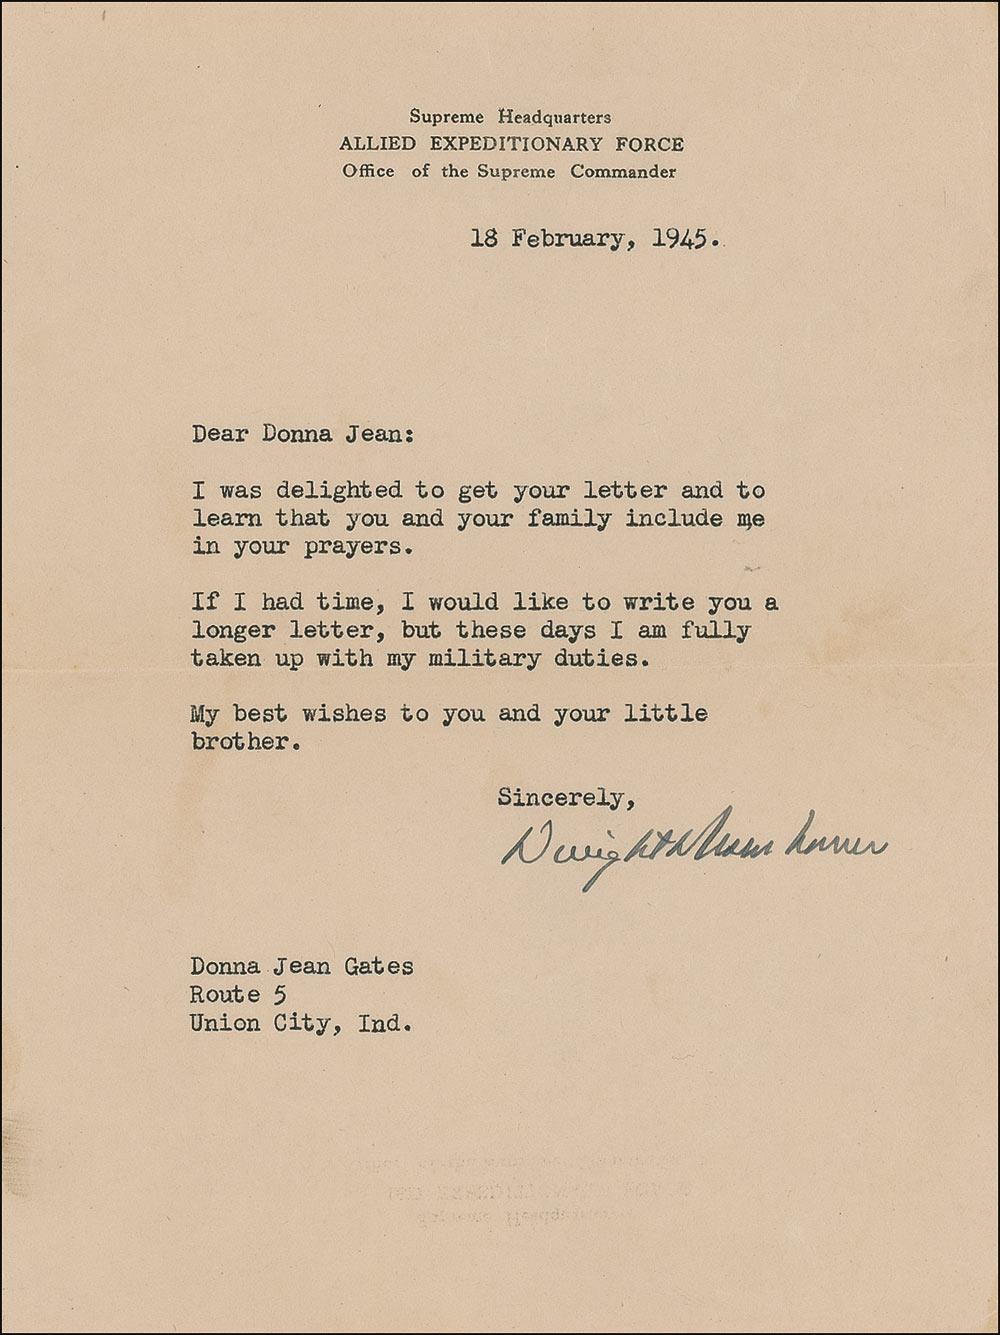 Supreme Headquarters
ALLIED EXPEDITIONARY FORCE
Office of the Supreme Commander
18 February, 1945.
Dear Donna Jean:
I was delighted to get your letter and to
learn that you and your family include me
in your prayers.
If I had time, I would like to write you a
longer letter, but these days I am fully
taken up with my military duties.
My best wishes to you and your little
brother.
Sincerely,
Dwight D Eisenhower
Donna Jean Gates
Route 5
Union City, Ind.